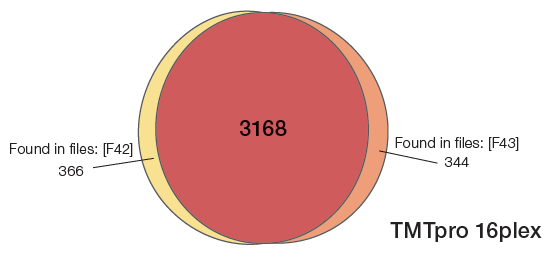 3168
Found in files: [F42]
366
Found in files: [F43]
344
TMTpro 16plex